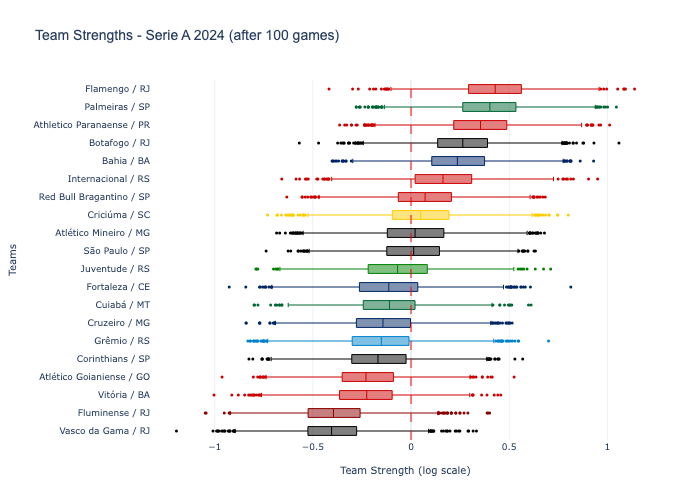 Team Strengths - Serie A 2024 (after 100 games)
Flamengo / RJ
Palmeiras / SP
Athletico Paranaense / PR
Botafogo / RJ
Bahia / BA
Internacional / RS
Red Bull Bragantino / SP
Criciúma / SC
Atlético Mineiro / MG
São Paulo / SP
Juventude / RS
Fortaleza / CE
Cuiabá / MT
Cruzeiro / MG
Grêmio / RS
Corinthians / SP
Atlético Goianiense / GO
Vitória / BA
Fluminense / RJ
Vasco da Gama / RJ
Teams
−1 −0.5 0 0.5 1
Team Strength (log scale)